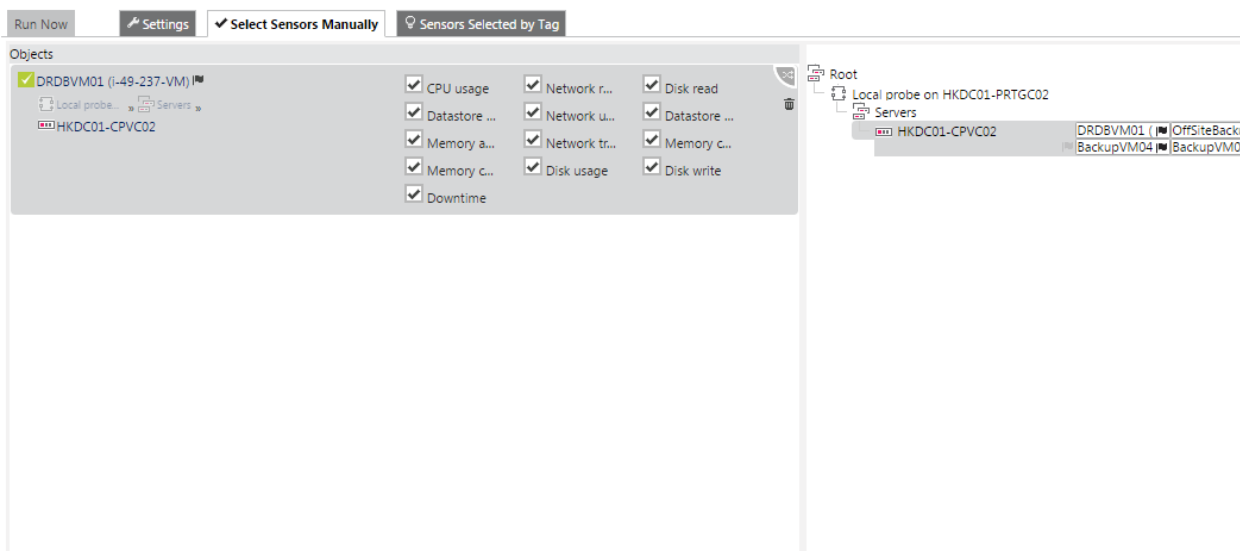 Run Now Settings Select Sensors Manually Sensors Selected by Tag
Objects
DRDBVM01 (i-49-237-VM)
Local probe... » Servers »
HKDC01-CPVC02
CPU usage Network r... Disk read
Datastore ... Network u... Datastore ...
Memory a... Network tr... Memory c...
Memory c... Disk usage Disk write
Downtime
Root
Local probe on HKDC01-PRTGC02
Servers
HKDC01-CPVC02 DRDBVM01 ( OffSiteBack
BackupVM04 BackupVM0